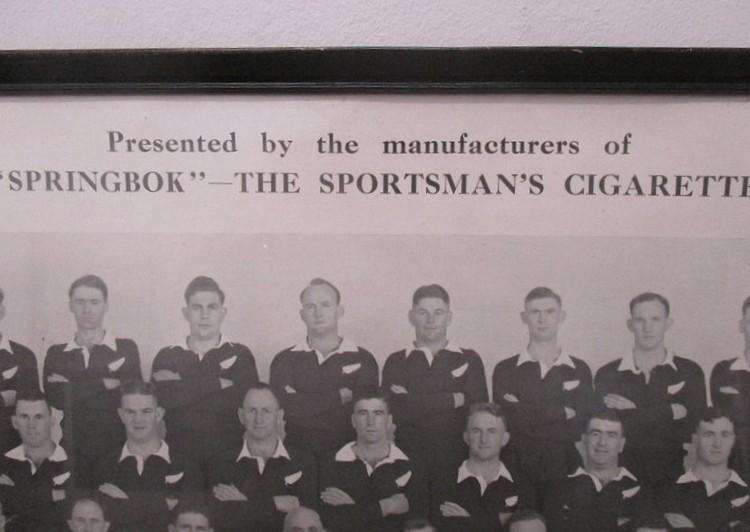 Presented by the manufacturers of
"SPRINGBOK"—THE SPORTSMAN'S CIGARETTE